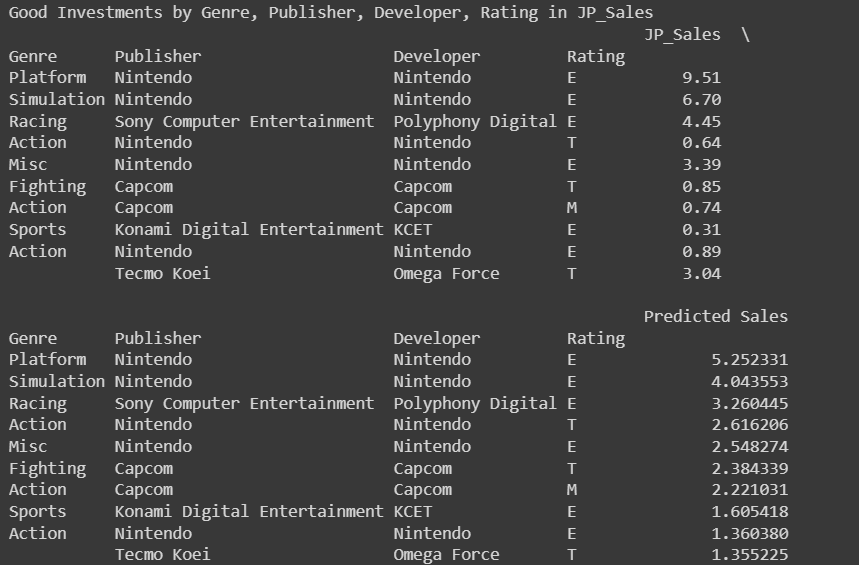 Good Investments by Genre, Publisher, Developer, Rating in JP_Sales
JP_Sales \
Genre Publisher Developer Rating
Platform Nintendo Nintendo E 9.51
Simulation Nintendo Nintendo E 6.70
Racing Sony Computer Entertainment Polyphony Digital E 4.45
Action Nintendo Nintendo T 0.64
Misc Nintendo Nintendo E 3.39
Fighting Capcom Capcom T 0.85
Action Capcom Capcom M 0.74
Sports Konami Digital Entertainment KCET E 0.31
Action Nintendo Nintendo E 0.89
Tecmo Koei Omega Force T 3.04
Predicted Sales
Genre Publisher Developer Rating
Platform Nintendo Nintendo E 5.252331
Simulation Nintendo Nintendo E 4.043553
Racing Sony Computer Entertainment Polyphony Digital E 3.260445
Action Nintendo Nintendo T 2.616206
Misc Nintendo Nintendo E 2.548274
Fighting Capcom Capcom T 2.384339
Action Capcom Capcom M 2.221031
Sports Konami Digital Entertainment KCET E 1.605418
Action Nintendo Nintendo E 1.360380
Tecmo Koei Omega Force T 1.355225